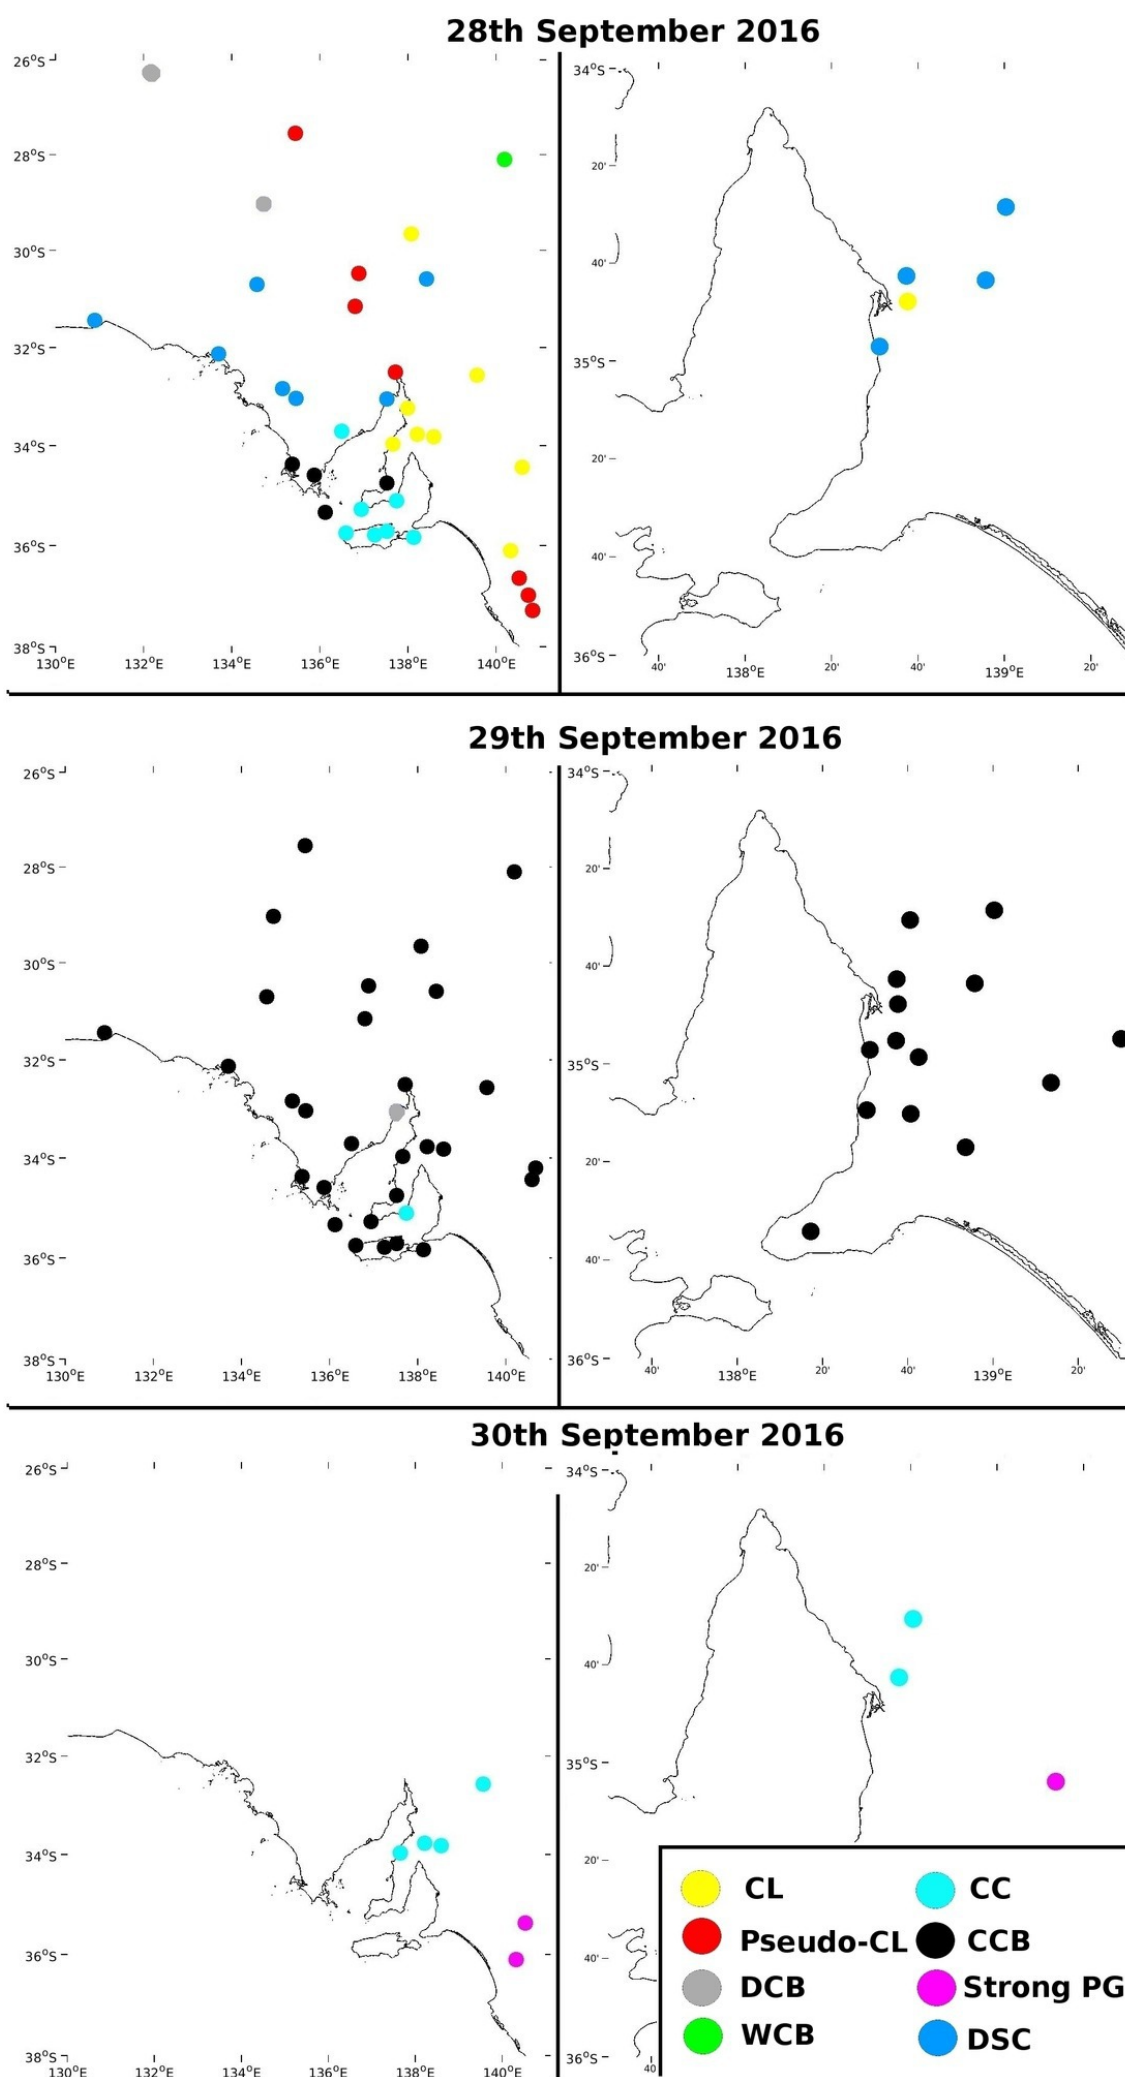 28th September 2016
26°S
28°S
30°S
32°S
34°S
36°S
38°S
130°E 132°E 134°E 136°E 138°E 140°E
34°S
20'
40'
35°S
20'
40'
36°S
40' 138°E 20' 40' 139°E 20'
29th September 2016
26°S
28°S
30°S
32°S
34°S
36°S
38°S
130°E 132°E 134°E 136°E 138°E 140°E
34°S
20'
40'
35°S
20'
40'
36°S
40' 138°E 20' 40' 139°E 20'
30th September 2016
26°S
28°S
30°S
32°S
34°S
36°S
38°S
130°E 132°E 134°E 136°E 138°E 140°E
34°S
20'
40'
35°S
20'
40'
36°S
40
CL CC
Pseudo-CL CCB
DCB Strong PG
WCB DSC